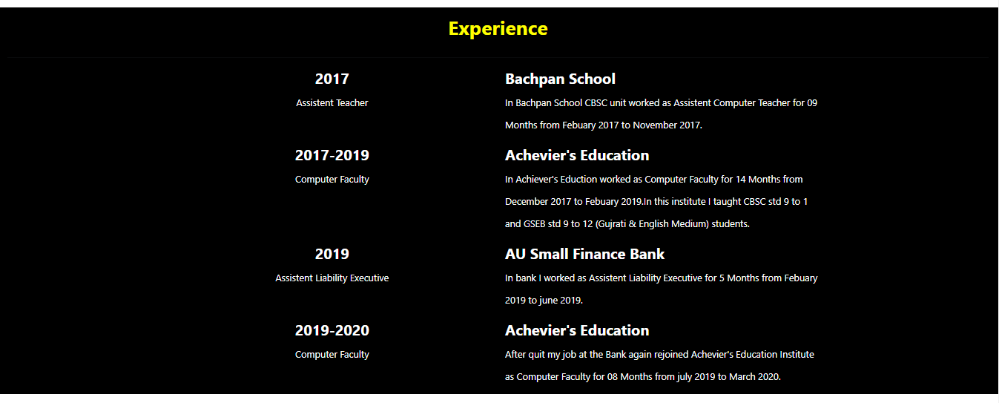 Experience
2017
Assistent Teacher
Bachpan School
In Bachpan School CBSC unit worked as Assistent Computer Teacher for 09
Months from Febuary 2017 to November 2017.
2017-2019
Computer Faculty
Achevier's Education
In Achiever's Eduction worked as Computer Faculty for 14 Months from
December 2017 to Febuary 2019.In this institute I taught CBSC std 9 to 1
and GSEB std 9 to 12 (Gujrati & English Medium) students.
2019
Assistent Liability Executive
AU Small Finance Bank
In bank I worked as Assistent Liability Executive for 5 Months from Febuary
2019 to june 2019.
2019-2020
Computer Faculty
Achevier's Education
After quit my job at the Bank again rejoined Achevier's Education Institute
as Computer Faculty for 08 Months from july 2019 to March 2020.